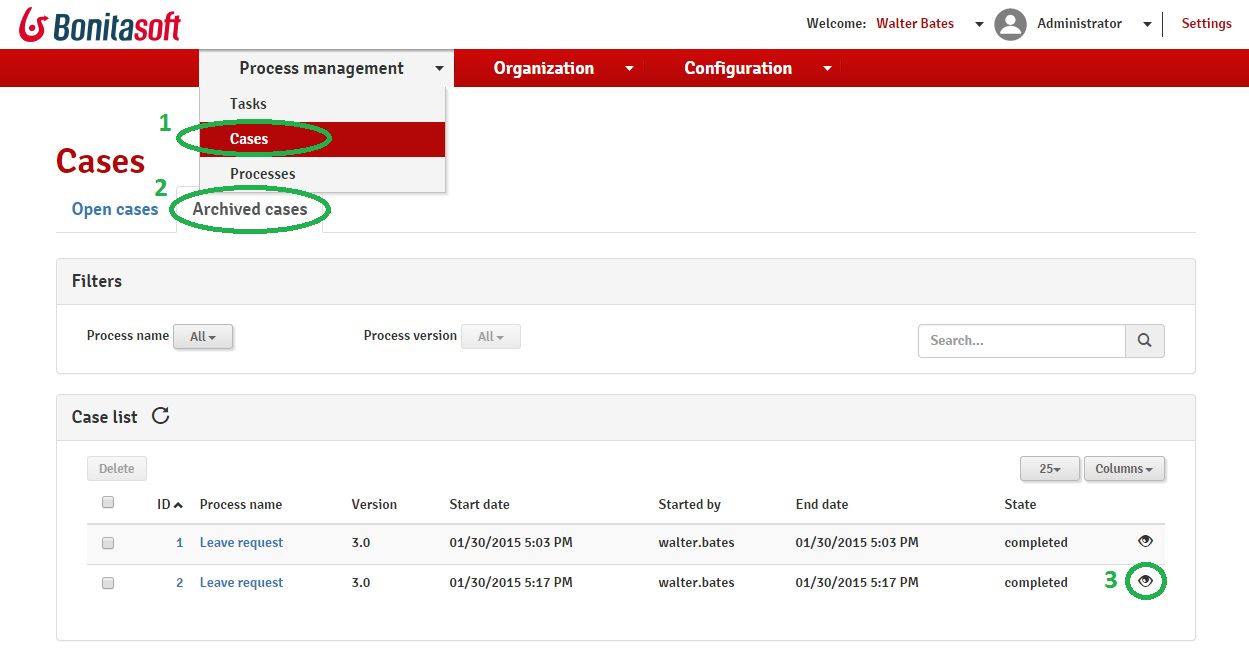 Bonitasoft
Welcome: Walter Bates Administrator Settings
Process management Organization Configuration
Tasks
1
Cases
Processes
Cases
2
Open cases Archived cases
Filters
Process name All Process version All Search...
Case list
Delete 25 Columns
ID Process name Version Start date Started by End date State
1 Leave request 3.0 01/30/2015 5:03 PM walter.bates 01/30/2015 5:03 PM completed
2 Leave request 3.0 01/30/2015 5:17 PM walter.bates 01/30/2015 5:17 PM completed 3